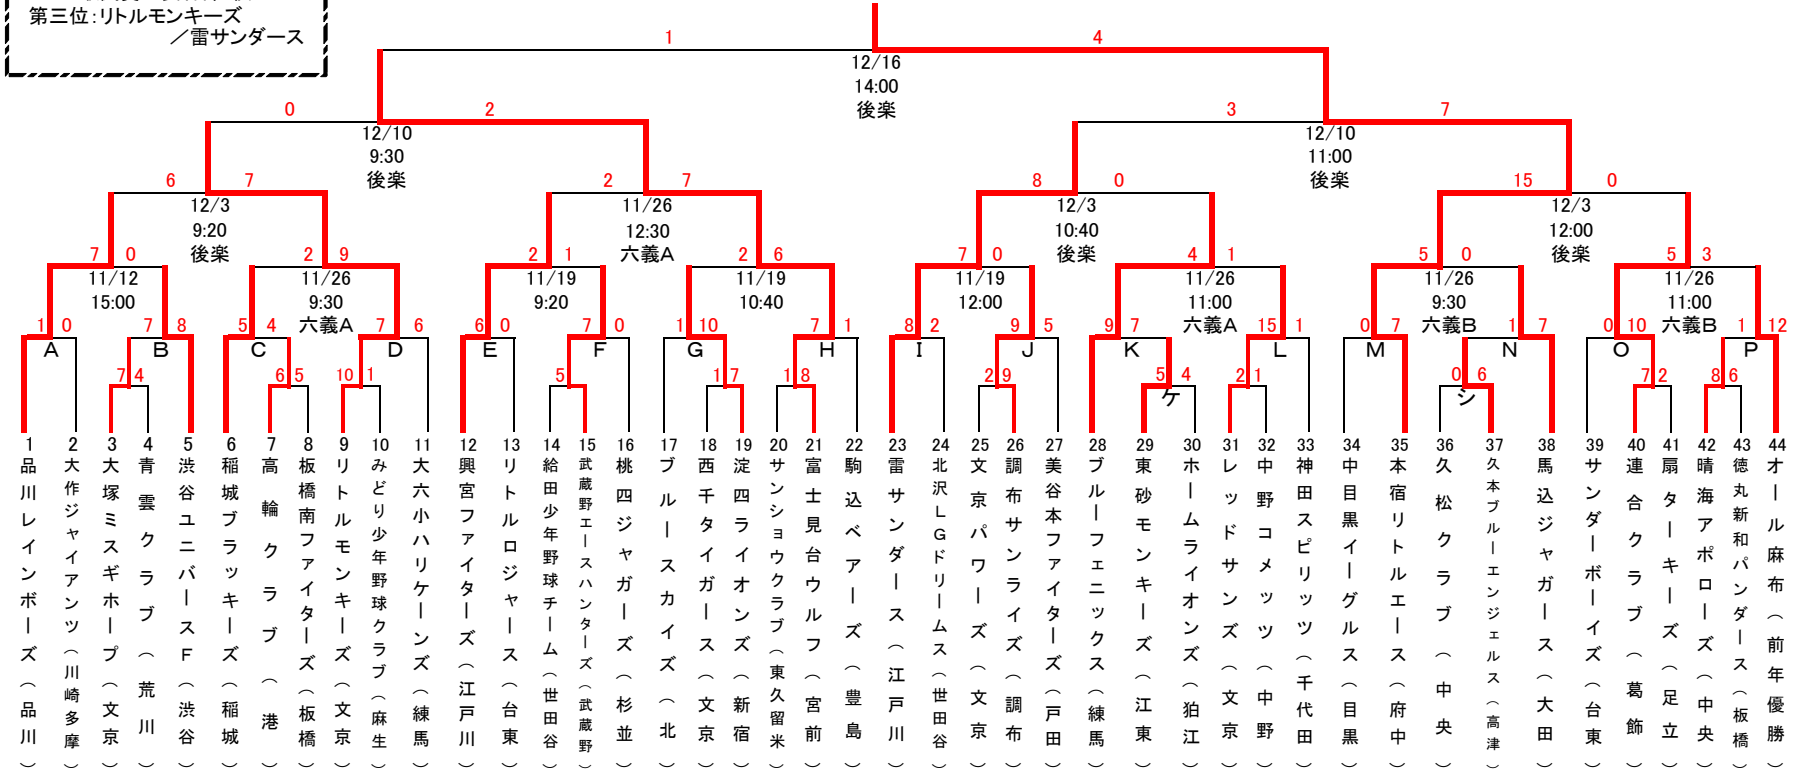 第三位：リトルモンキーズ
／雷サンダース
1 4
12/16
14:00
後楽
0 2 3 7
12/10 12/10
9:30 11:00
後楽 後楽
6 7 2 7 8 0 15 0
12/3 11/26 12/3 12/3
9:20 12:30 10:40 12:00
後楽 六義A 後楽 後楽
7 0 2 9 2 1 2 6 7 0 4 1 5 0 5 3
11/12 11/26 11/19 11/19 11/19 11/26 11/26 11/26
15:00 9:30 9:20 10:40 12:00 11:00 9:30 11:00
六義A 六義A 六義B 六義B
1 0 7 8 5 4 7 6 6 0 7 0 1 10 7 1 8 2 9 5 9 7 15 1 0 7 1 7 0 10 1 12
A B C D E F G H I J K L M N O P
7 4 6 5 10 1 5 1 7 1 8 2 9 5 4 2 1 0 6 7 2 8 6
ケ シ
1 品川レインボーズ（品川）
2 大作ジャイアンツ（川崎多摩）
3 大塚ミスギホープ（文京）
4 青雲クラブ（荒川）
5 渋谷ユニバースF（渋谷）
6 稲城ブラッキーズ（稲城）
7 高輪クラブ（港）
8 板橋南ファイターズ（板橋）
9 リトルモンキーズ（文京）
10 みどり少年野球クラブ（麻生）
11 大六小ハリケーンズ（練馬）
12 興宮ファイターズ（江戸川）
13 リトルロジャース（台東）
14 給田少年野球チーム（世田谷）
15 武蔵野エースハンターズ（武蔵野）
16 桃四ジャガーズ（杉並）
17 ブルースカイズ（北）
18 西千タイガース（文京）
19 淀四ライオンズ（新宿）
20 サンショウクラブ（東久留米）
21 富士見台ウルフ（宮前）
22 駒込ベアーズ（豊島）
23 雷サンダース（江戸川）
24 北沢LGドリームス（世田谷）
25 文京パワーズ（文京）
26 調布サンライズ（調布）
27 美谷本ファイターズ（戸田）
28 ブルーフェニックス（練馬）
29 東砂モンキーズ（江東）
30 ホームライオンズ（狛江）
31 レッドサンズ（文京）
32 中野コメッツ（中野）
33 神田スピリッツ（千代田）
34 中目黒イーグルス（目黒）
35 本宿リトルエース（府中）
36 久松クラブ（中央）
37 久本ブルーエンジェルス（高津）
38 馬込ジャガース（大田）
39 サンダーボーイズ（台東）
40 連合クラブ（葛飾）
41 扇ターキーズ（足立）
42 晴海アポローズ（中央）
43 徳丸新和パンダース（板橋）
44 オール麻布（前年優勝）